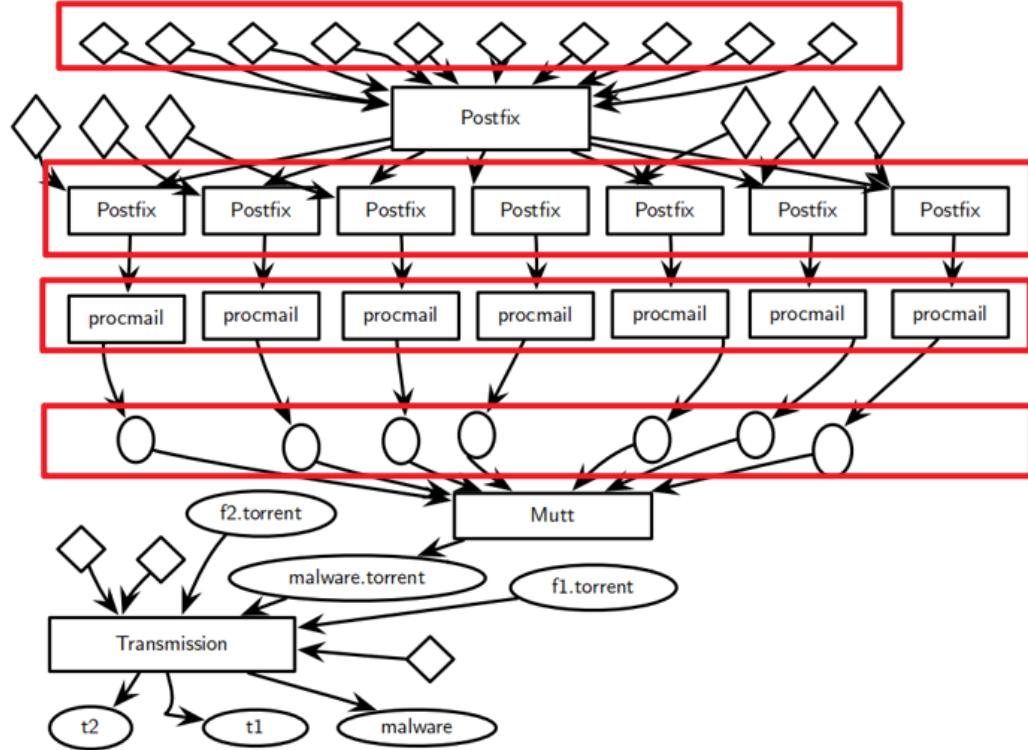 Postfix
Postfix Postfix Postfix Postfix Postfix Postfix Postfix
procmail procmail procmail procmail procmail procmail procmail
Mutt
f2.torrent
malware.torrent
f1.torrent
Transmission
t2 t1 malware